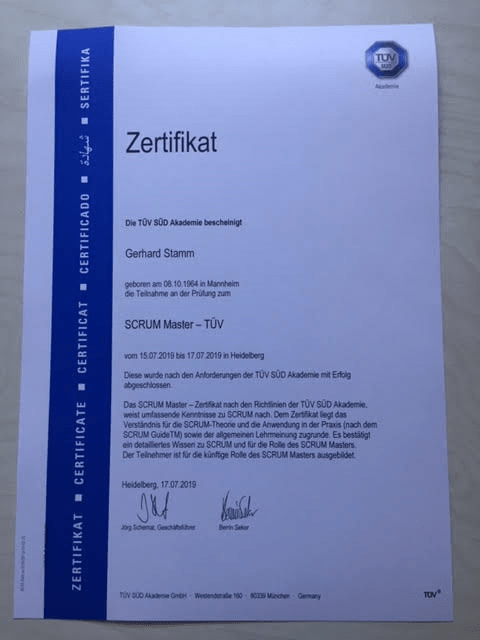 TÜV
SÜD
Akademie
ZERTIFIKAT ■ CERTIFICATE ■ CERTIFICAT ■ CERTIFICADO ■ شهادة ■ SERTIFIKA
Zertifikat
Die TÜV SÜD Akademie bescheinigt
Gerhard Stamm
geboren am 08.10.1964 in Mannheim
die Teilnahme an der Prüfung zum
SCRUM Master – TÜV
vom 15.07.2019 bis 17.07.2019 in Heidelberg
Diese wurde nach den Anforderungen der TÜV SÜD Akademie mit Erfolg
abgeschlossen.
Das SCRUM Master – Zertifikat nach den Richtlinien der TÜV SÜD Akademie,
weist umfassende Kenntnisse zu SCRUM nach. Dem Zertifikat liegt das
Verständnis für die SCRUM-Theorie und die Anwendung in der Praxis (nach dem
SCRUM GuideTM) sowie der allgemeinen Lehrmeinung zugrunde. Es bestätigt
ein detailliertes Wissen zu SCRUM und für die Rolle des SCRUM Masters.
Der Teilnehmer ist für die künftige Rolle des SCRUM Masters ausgebildet.
Heidelberg, 17.07.2019
Jörg Schemat, Geschäftsführer
Berrin Sekor
TÜV SÜD Akademie GmbH · Westendstraße 160 · 80339 München · Germany
TÜV®